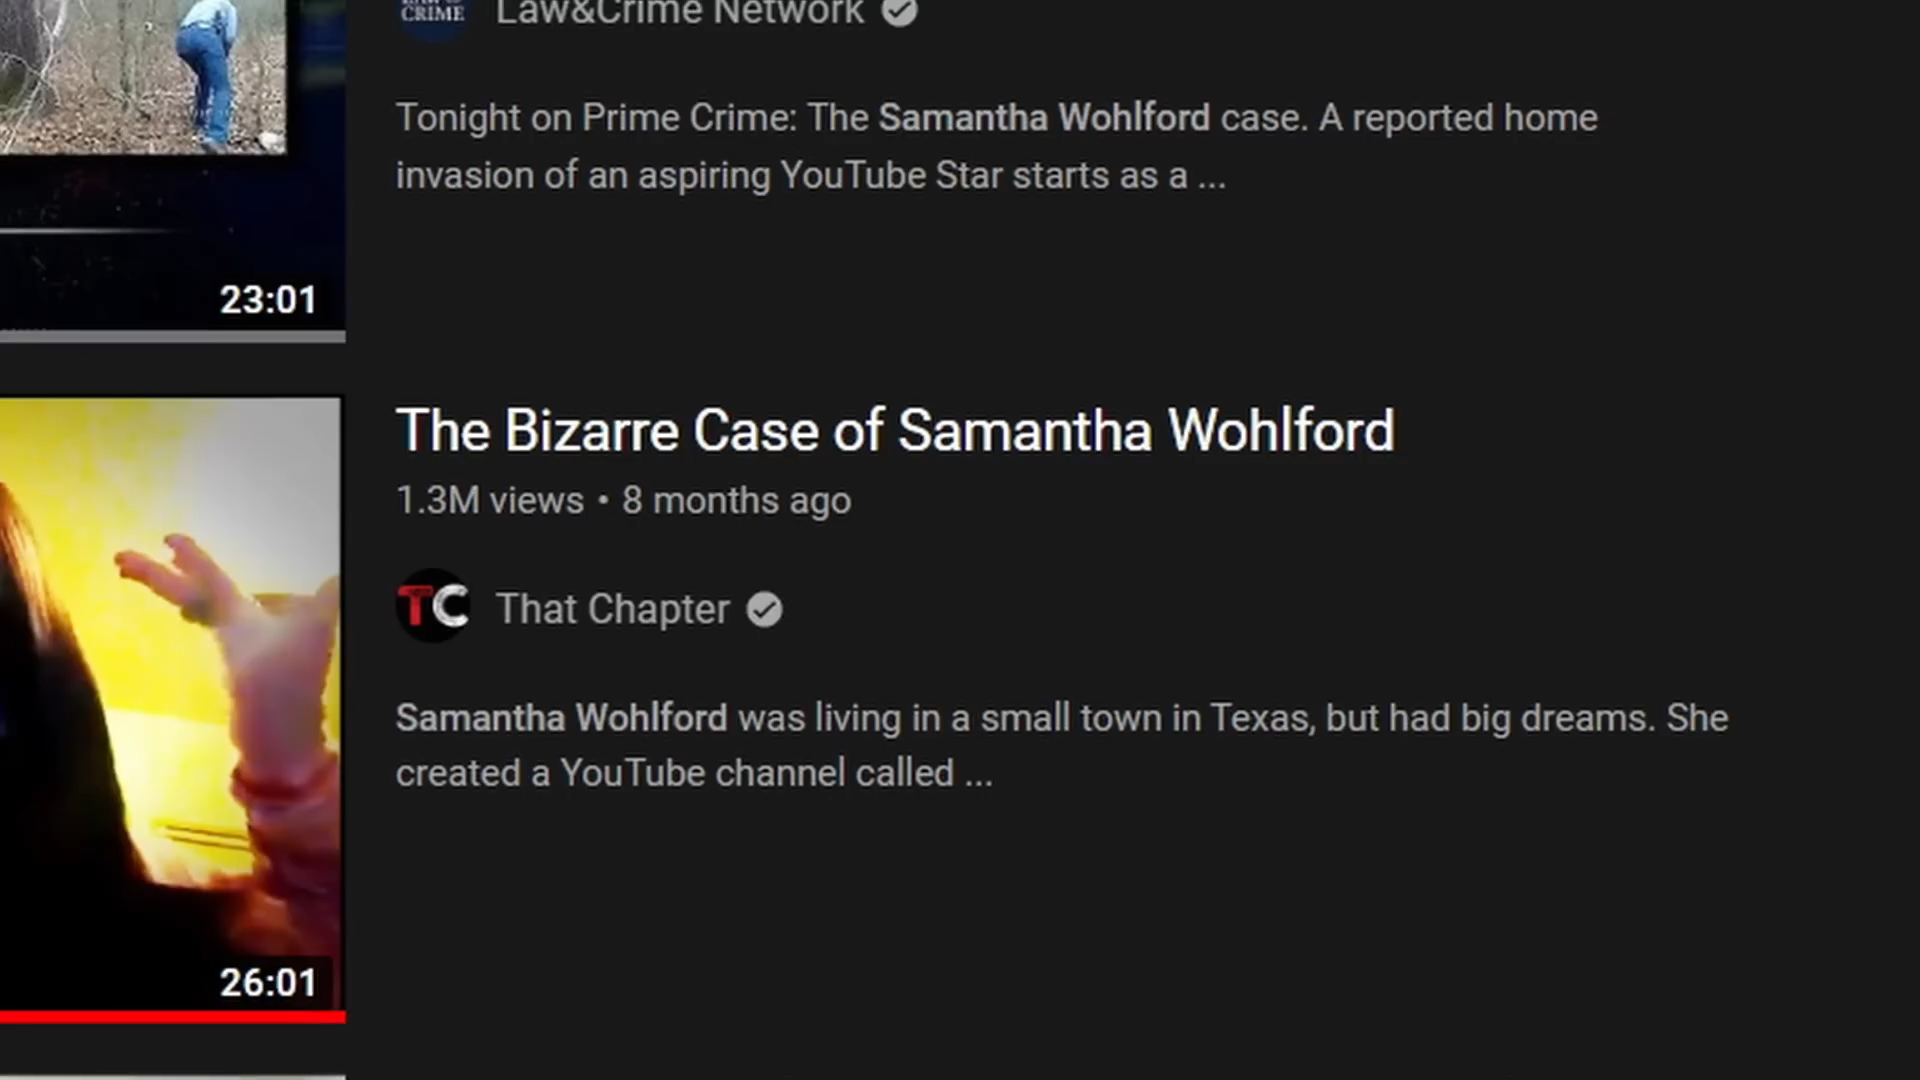 CRIME
Law&Crime Network
Tonight on Prime Crime: The Samantha Wohlford case. A reported home
invasion of an aspiring YouTube Star starts as a ...
23:01
The Bizarre Case of Samantha Wohlford
1.3M views • 8 months ago
TC
That Chapter
Samantha Wohlford was living in a small town in Texas, but had big dreams. She
created a YouTube channel called ...
26:01